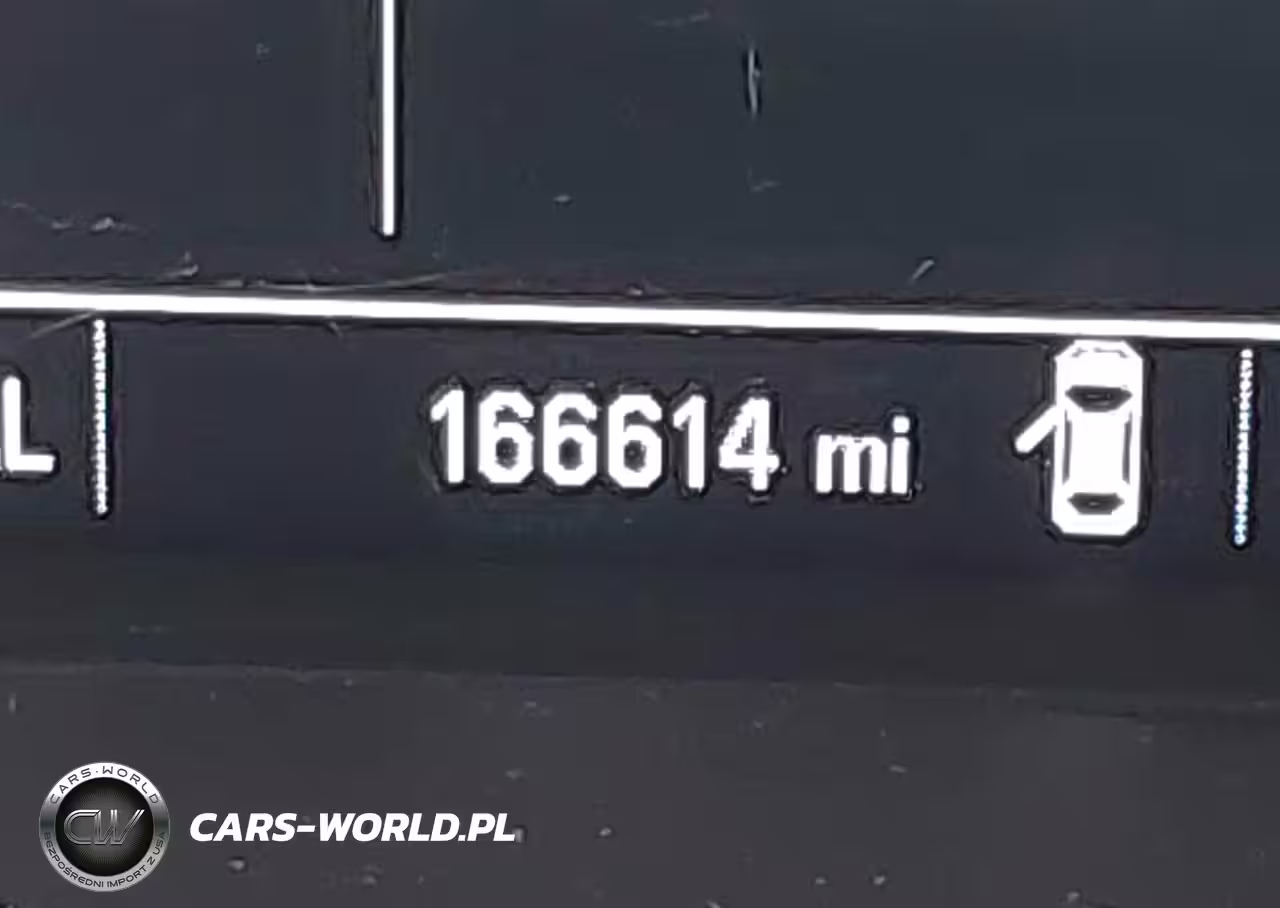 L
166614 mi
CARS-WORLD
CW
BEZPOŚREDNI IMPORT Z USA
CARS-WORLD.PL